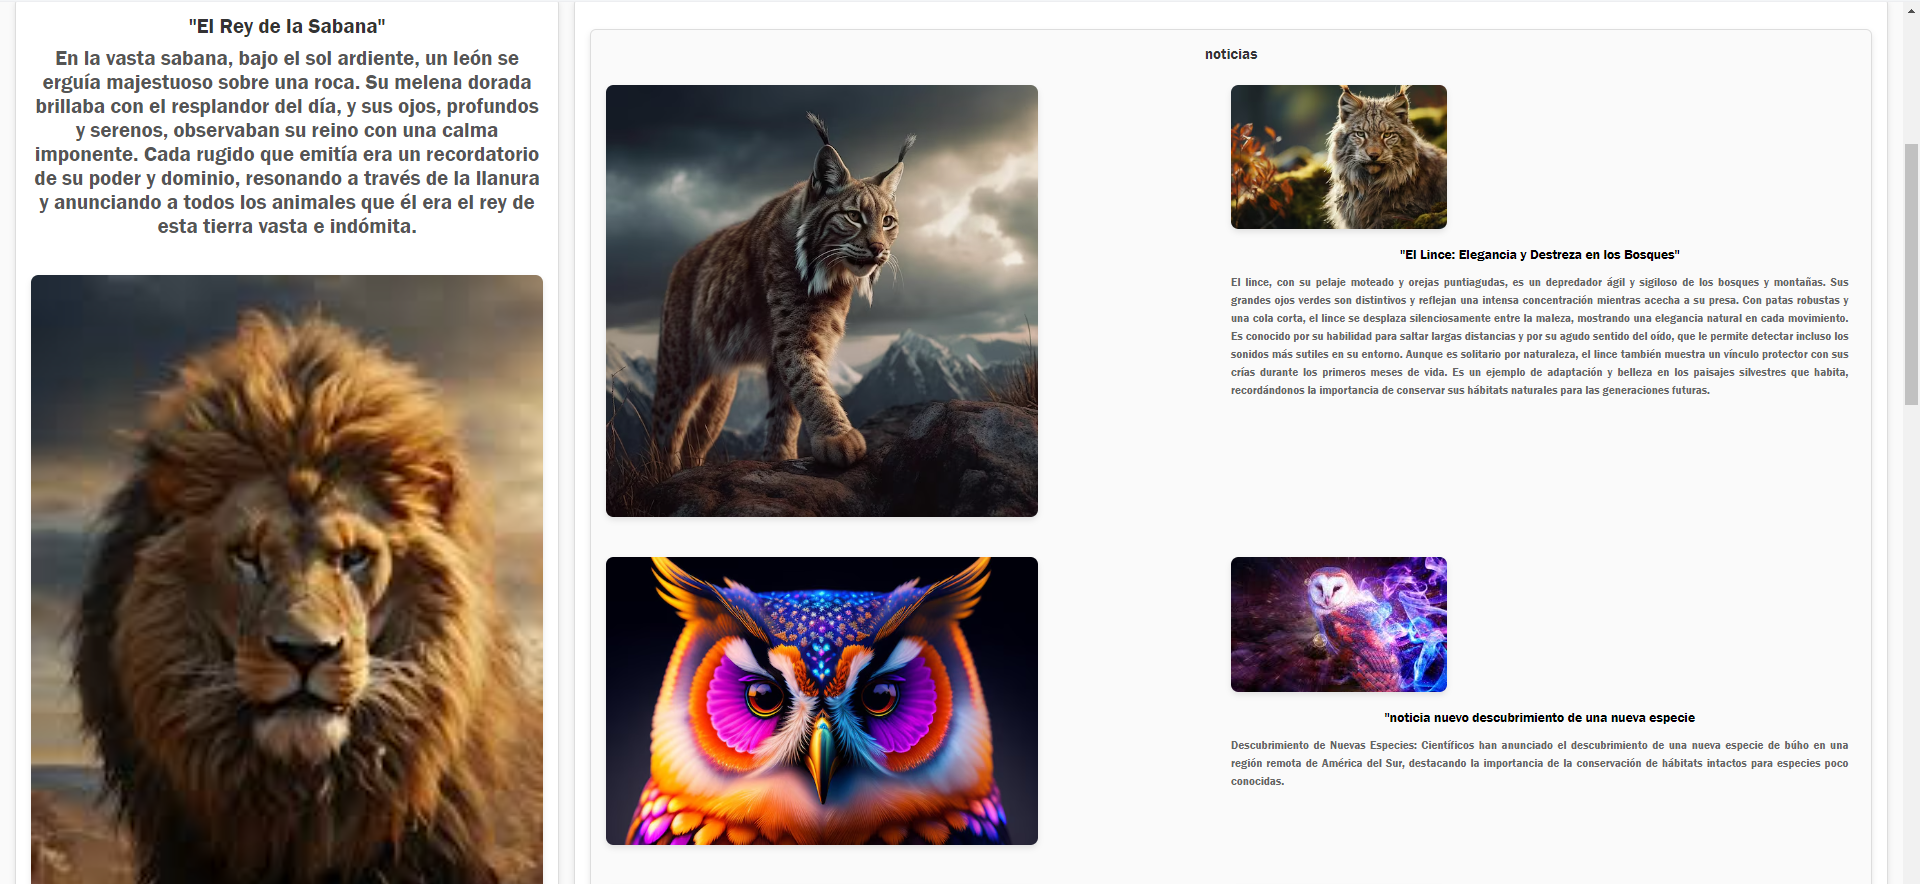 "El Rey de la Sabana"
En la vasta sabana, bajo el sol ardiente, un león se
erguía majestuoso sobre una roca. Su melena dorada
brillaba con el resplandor del día, y sus ojos, profundos
y serenos, observaban su reino con una calma
imponente. Cada rugido que emitía era un recordatorio
de su poder y dominio, resonando a través de la llanura
y anunciando a todos los animales que él era el rey de
esta tierra vasta e indómita.
noticias
"El Lince: Elegancia y Destreza en los Bosques"
El lince, con su pelaje moteado y orejas puntiagudas, es un depredador ágil y sigiloso de los bosques y montañas. Sus
grandes ojos verdes son distintivos y reflejan una intensa concentración mientras acecha a su presa. Con patas robustas y
una cola corta, el lince se desplaza silenciosamente entre la maleza, mostrando una elegancia natural en cada movimiento.
Es conocido por su habilidad para saltar largas distancias y por su agudo sentido del oído, que le permite detectar incluso los
sonidos más sutiles en su entorno. Aunque es solitario por naturaleza, el lince también muestra un vínculo protector con sus
crías durante los primeros meses de vida. Es un ejemplo de adaptación y belleza en los paisajes silvestres que habita,
recordándonos la importancia de conservar sus hábitats naturales para las generaciones futuras.
"noticia nuevo descubrimiento de una nueva especie
Descubrimiento de Nuevas Especies: Científicos han anunciado el descubrimiento de una nueva especie de búho en una
región remota de América del Sur, destacando la importancia de la conservación de hábitats intactos para especies poco
conocidas.